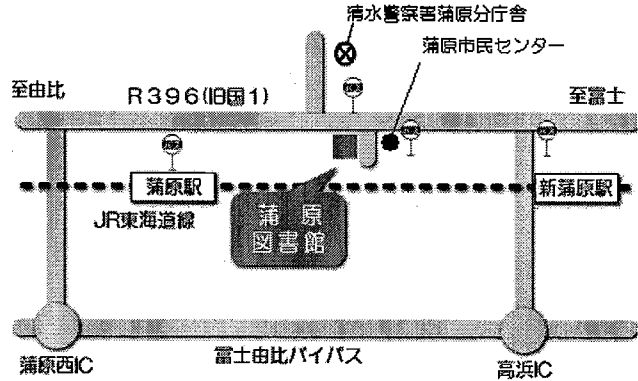 清水警察署蒲原分庁舎
蒲原市民センター
至由比
R396(旧国1)
至富士
蒲原駅
新蒲原駅
JR東海道線
蒲原
図書館
蒲原西IC
富士由比バイパス
高浜IC